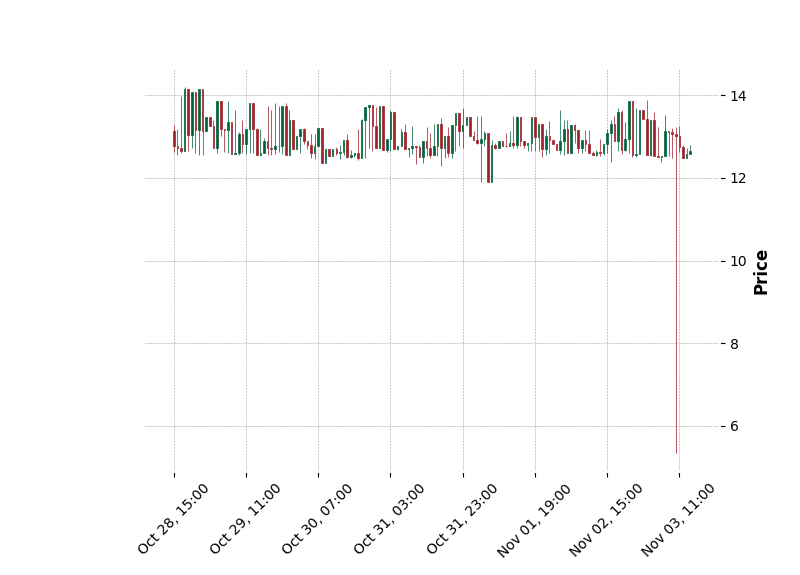 14
12
10
8
6
Price
Oct 28, 15:00
Oct 29, 11:00
Oct 30, 07:00
Oct 31, 03:00
Oct 31, 23:00
Nov 01, 19:00
Nov 02, 15:00
Nov 03, 11:00